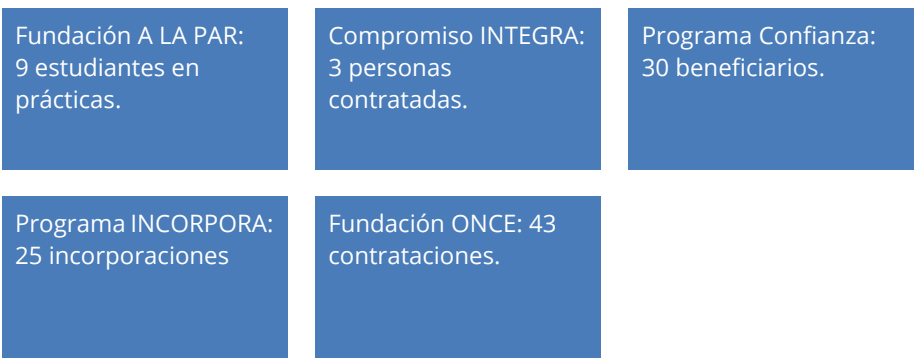 Fundación A LA PAR:
9 estudiantes en
prácticas.
Compromiso INTEGRA:
3 personas
contratadas.
Programa Confianza:
30 beneficiarios.
Programa INCORPORA:
25 incorporaciones
Fundación ONCE: 43
contrataciones.